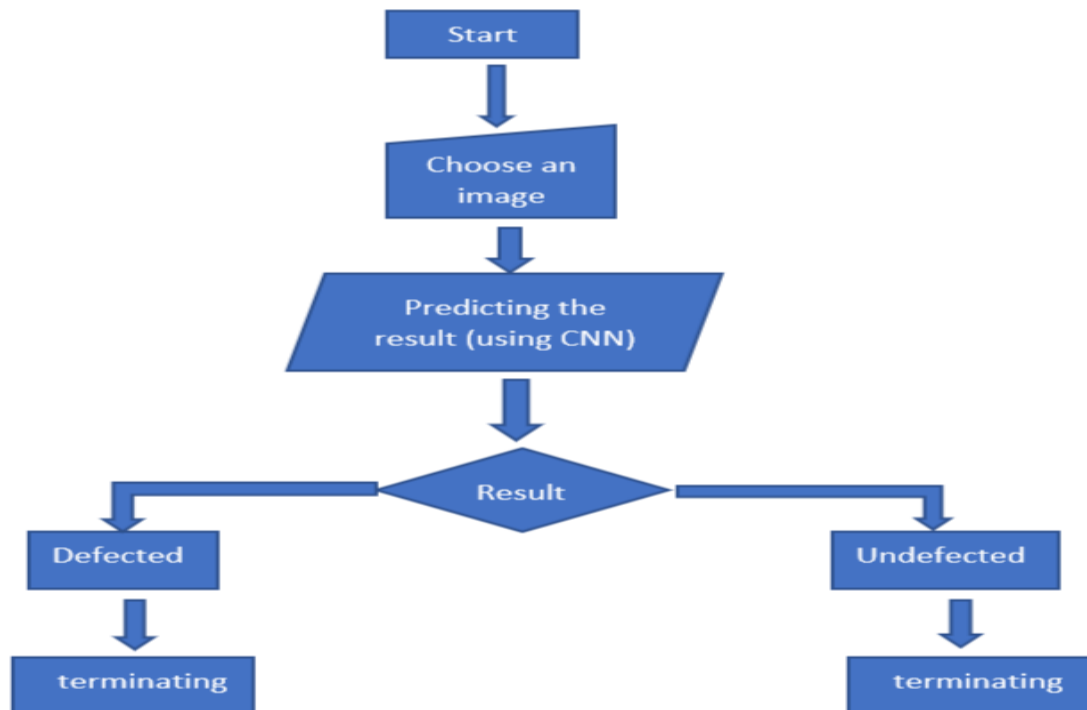 Start
Choose an
image
Predicting the
result (using CNN)
Result
Defected
Undefected
terminating
terminating